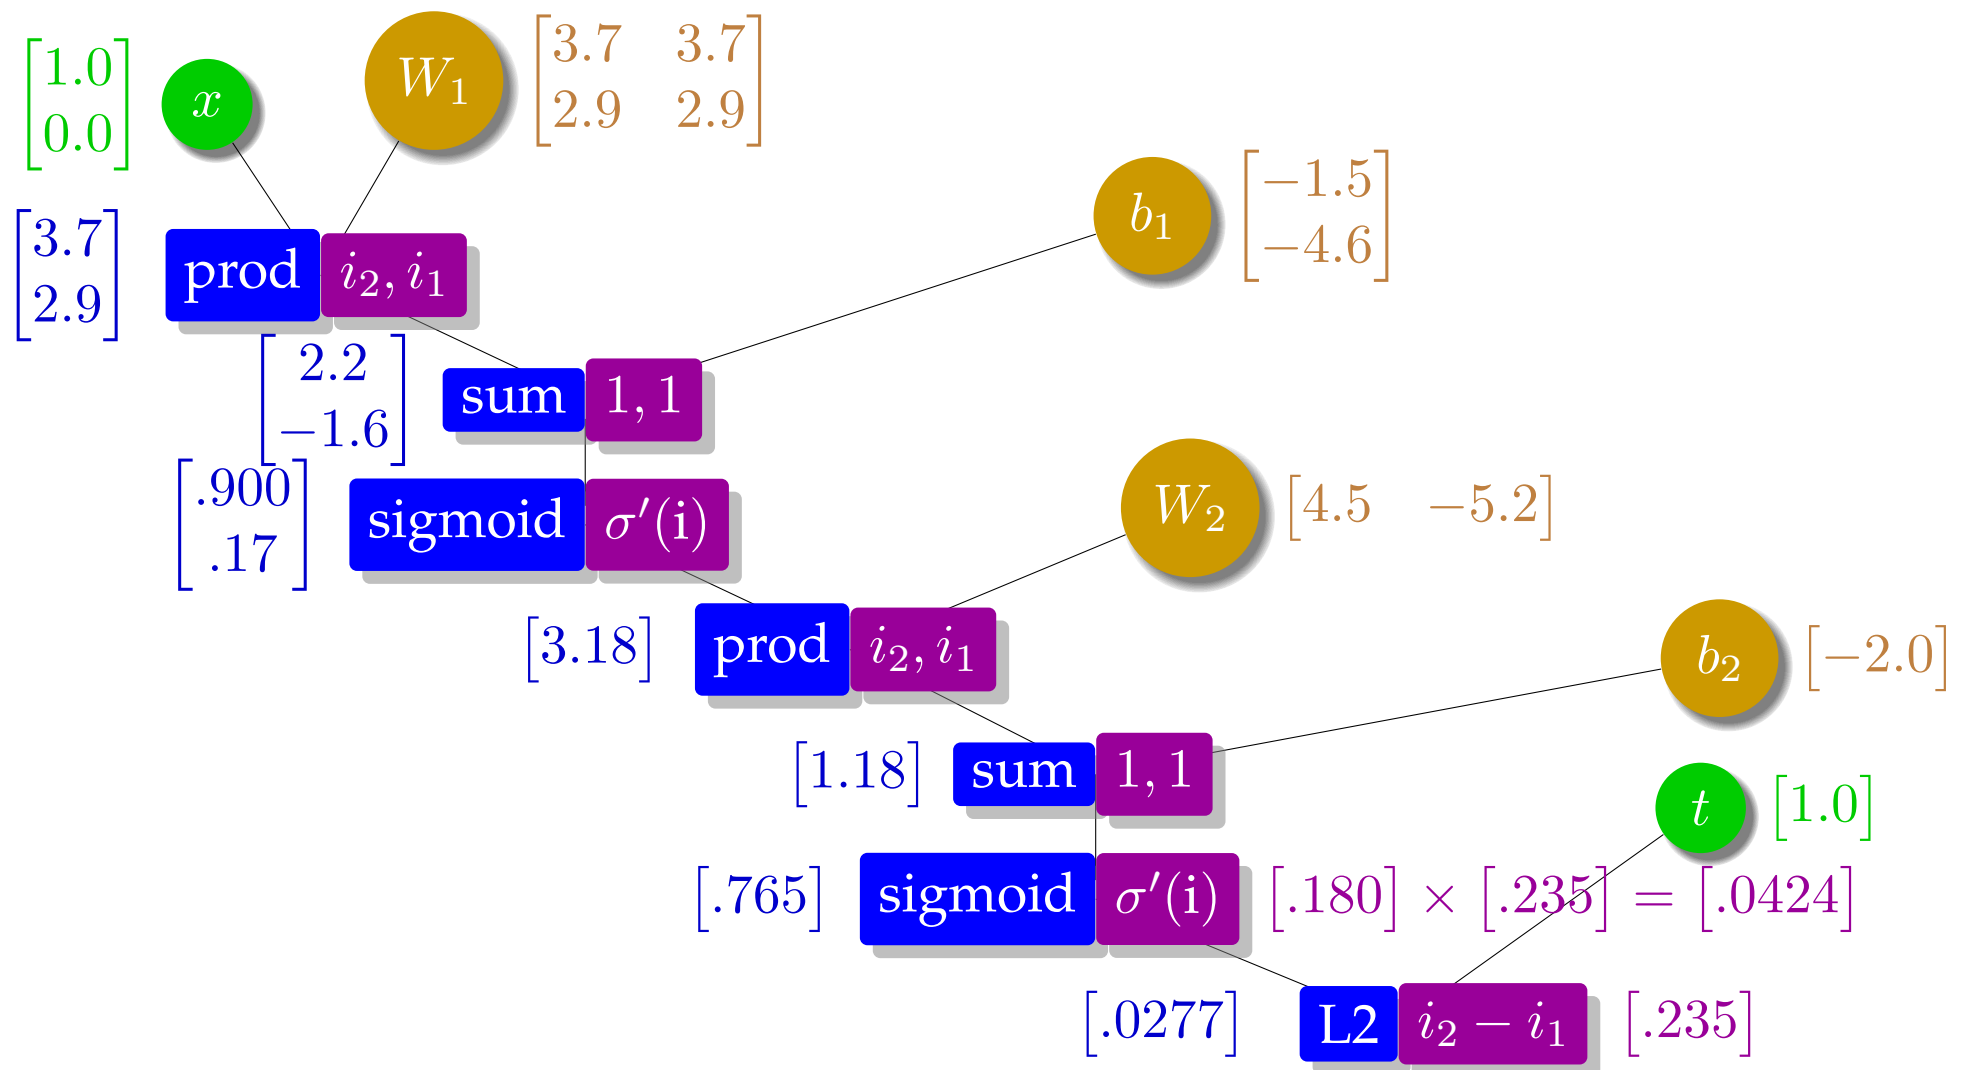 [1.0 0.0] x W₁ [3.7 3.7 2.9 2.9]
b₁ [−1.5 −4.6]
[3.7 2.9] prod i₂, i₁
[2.2 −1.6] sum 1, 1
[.900 .17] sigmoid σ′(i) W₂ [4.5 −5.2]
[3.18] prod i₂, i₁ b₂ [−2.0]
[1.18] sum 1, 1 t [1.0]
[.765] sigmoid σ′(i) [.180] × [.235] = [.0424]
[.0277] L2 i₂ − i₁ [.235]